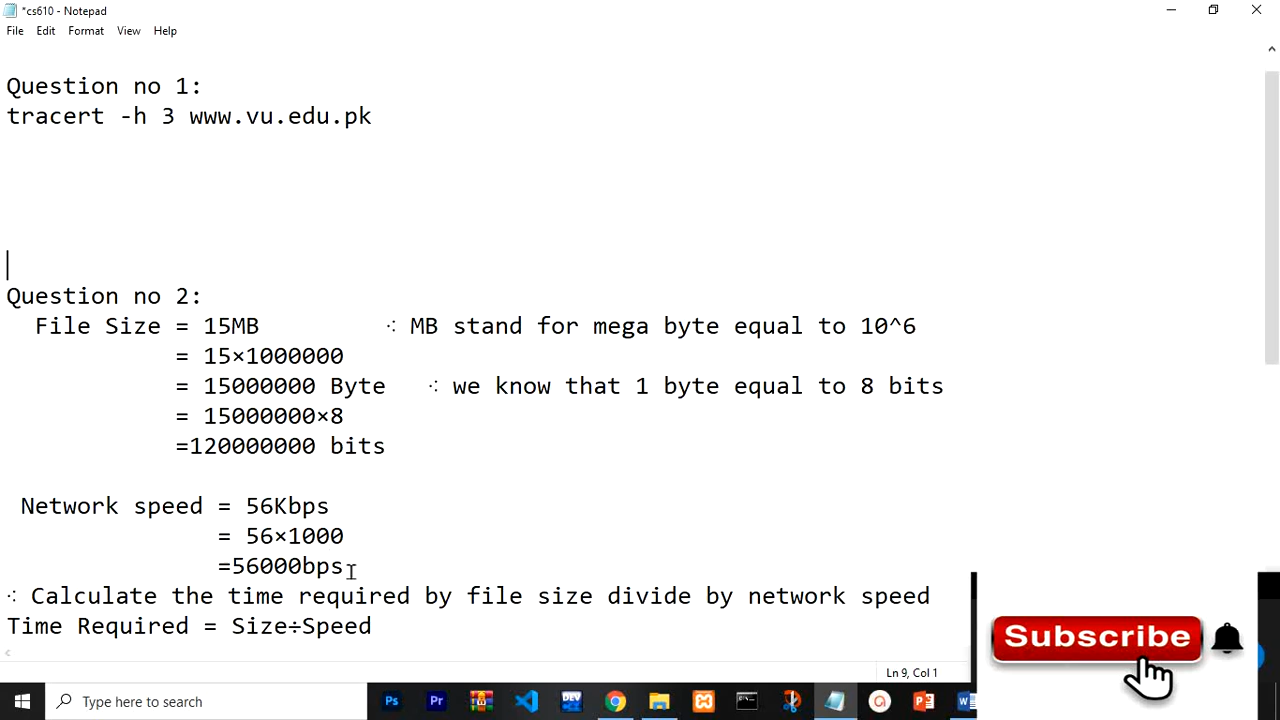 *cs610 - Notepad
File Edit Format View Help
Question no 1:
tracert -h 3 www.vu.edu.pk
Question no 2:
File Size = 15MB ⁖ MB stand for mega byte equal to 10^6
= 15×1000000
= 15000000 Byte ⁖ we know that 1 byte equal to 8 bits
= 15000000×8
=120000000 bits
Network speed = 56Kbps
= 56×1000
=56000bps
⁖ Calculate the time required by file size divide by network speed
Time Required = Size÷Speed
Subscribe
Ln 9, Col 1
Type here to search
Ps
Pr
DEV